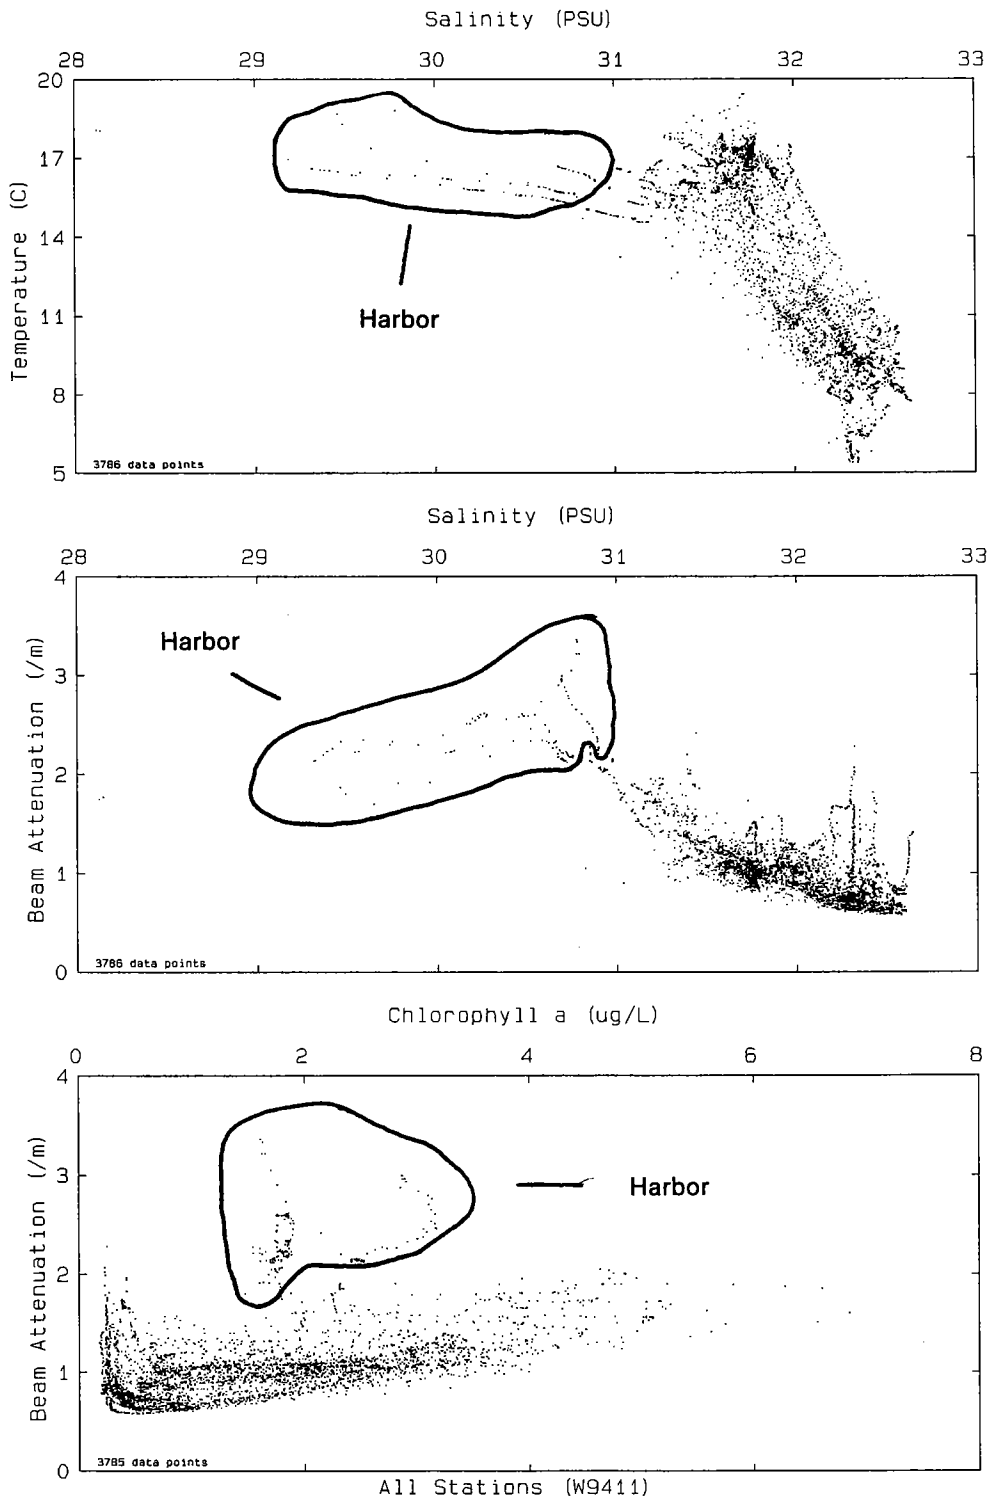 Salinity (PSU)
28 29 30 31 32 33
20
17
14
11
8
5
Temperature (C)
Harbor
3786 data points
Salinity (PSU)
28 29 30 31 32 33
4
3
2
1
0
Beam Attenuation (/m)
Harbor
3786 data points
Chlorophyll a (ug/L)
0 2 4 6 8
4
3
2
1
0
Beam Attenuation (/m)
Harbor
3785 data points
All Stations (W9411)